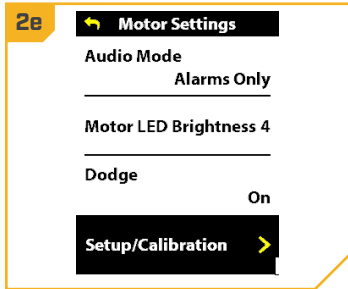 2e
Motor Settings
Audio Mode
Alarms Only
Motor LED Brightness 4
Dodge
On
Setup/Calibration >